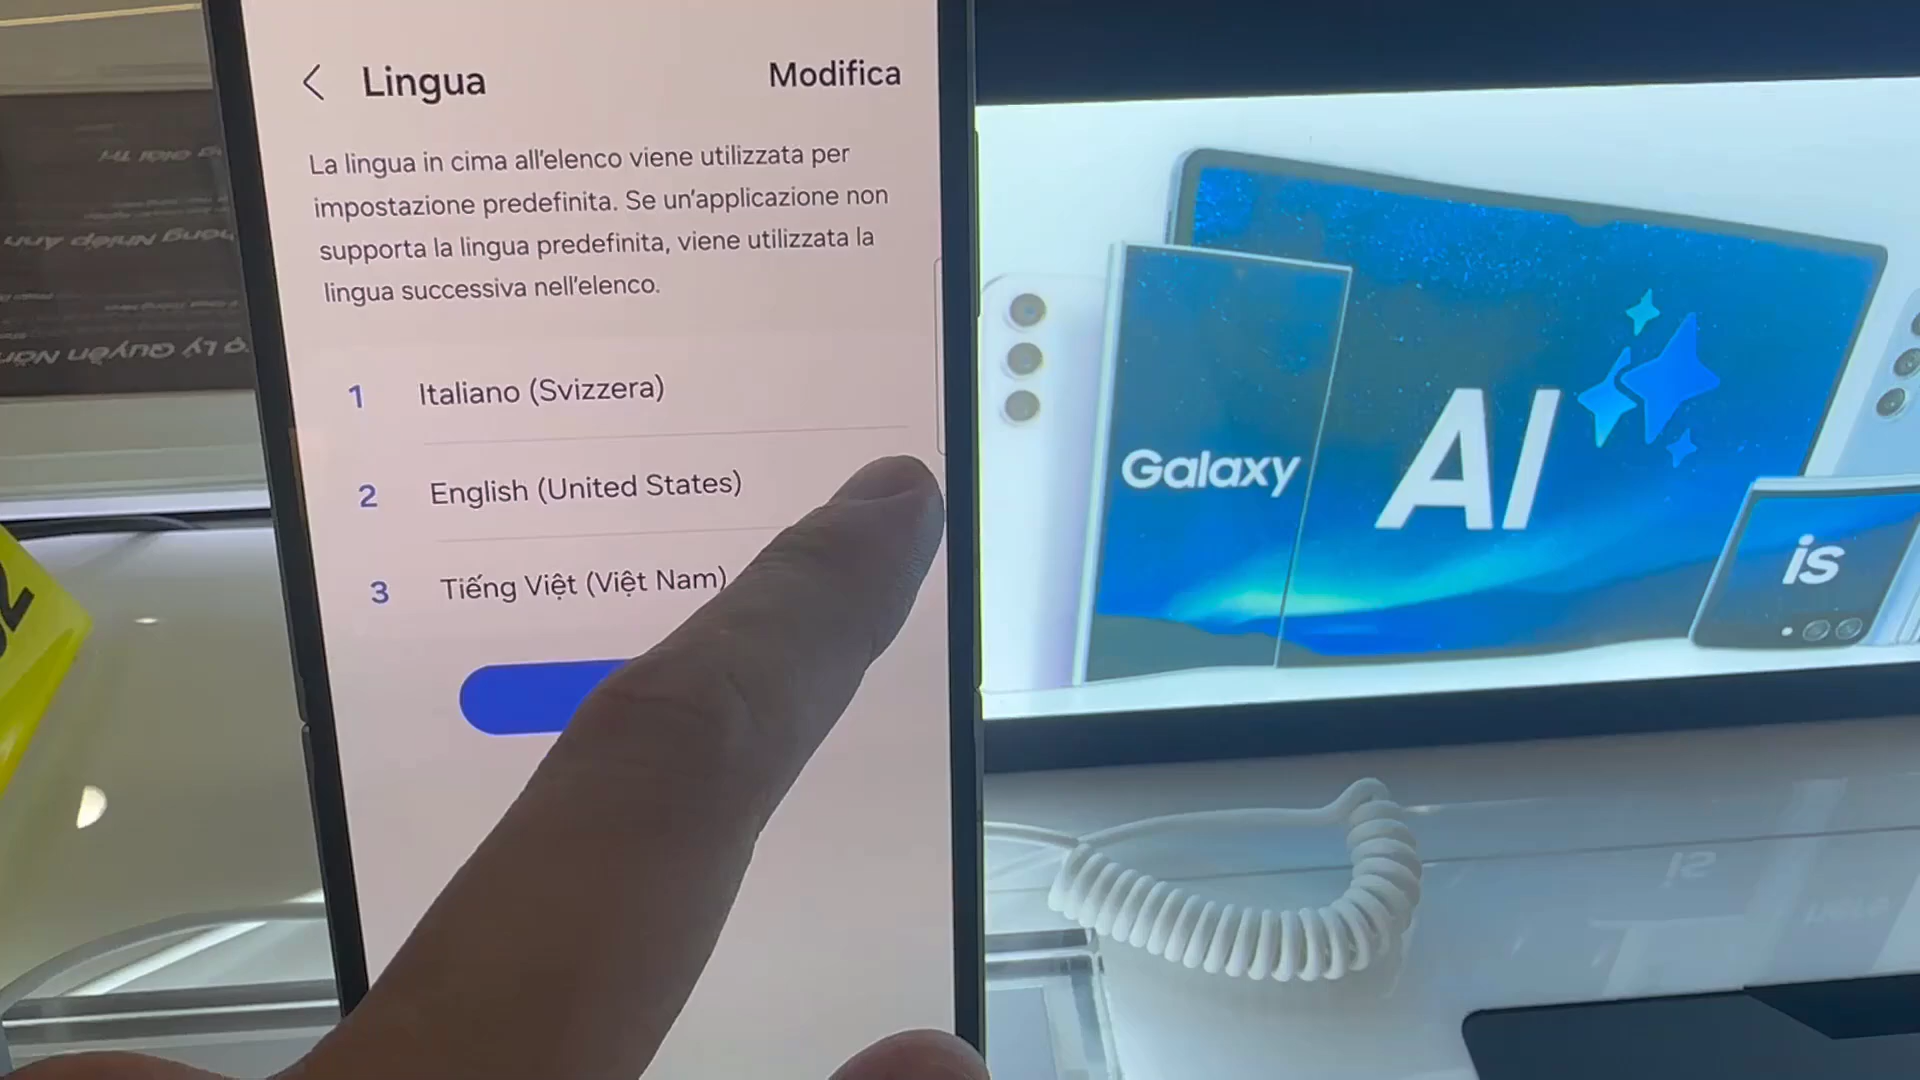 Lingua
Modifica
La lingua in cima all'elenco viene utilizzata per
impostazione predefinita. Se un'applicazione non
supporta la lingua predefinita, viene utilizzata la
lingua successiva nell'elenco.
1 Italiano (Svizzera)
2 English (United States)
3 Tiếng Việt (Việt Nam)
Galaxy
AI
is